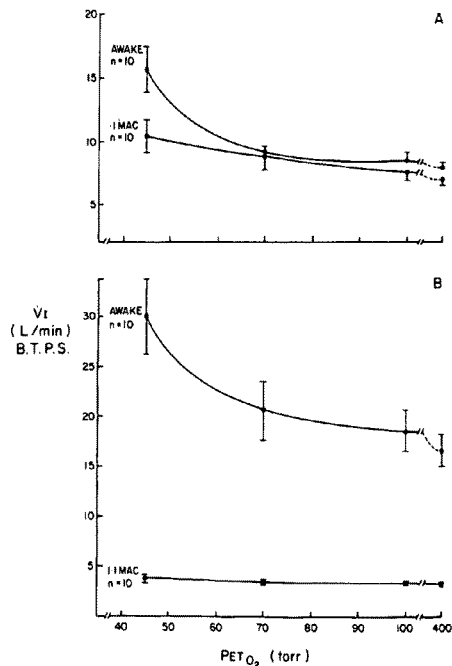 A
20
15
10
5
AWAKE
n=10
·1 MAC
n=10
B
V̇I
(L/min)
B.T.P.S.
30
25
20
15
10
5
AWAKE
n=10
1.1 MAC
n=10
40 50 60 70 80 90 100 400
PETO₂ (torr)